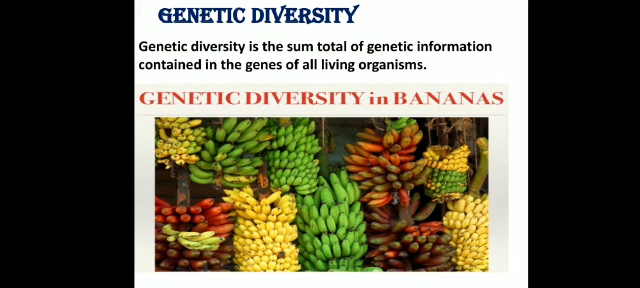 GENETIC DIVERSITY
Genetic diversity is the sum total of genetic information
contained in the genes of all living organisms.
GENETIC DIVERSITY in BANANAS